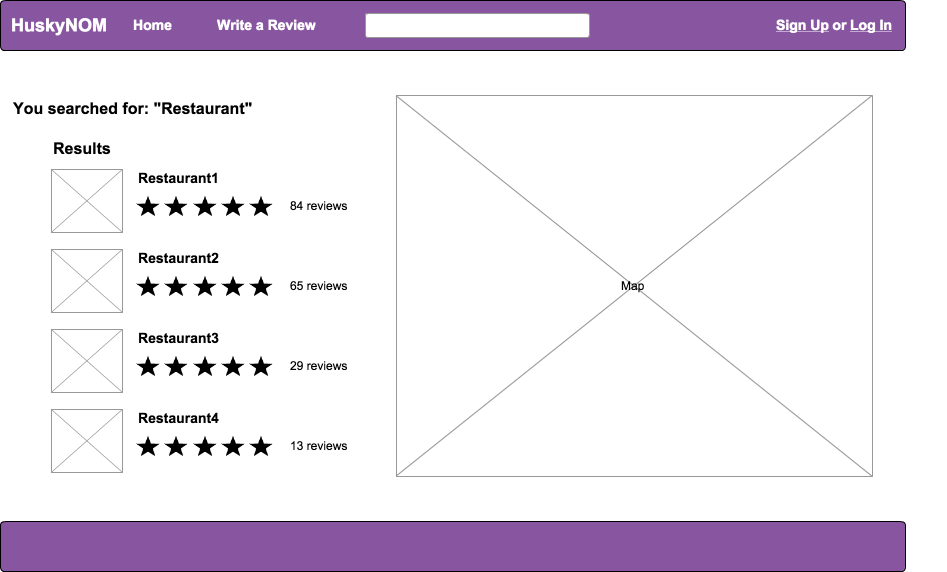 HuskyNOM Home Write a Review Sign Up or Log In
You searched for: "Restaurant"
Results
Restaurant1
84 reviews
Restaurant2
65 reviews
Restaurant3
29 reviews
Restaurant4
13 reviews
Map